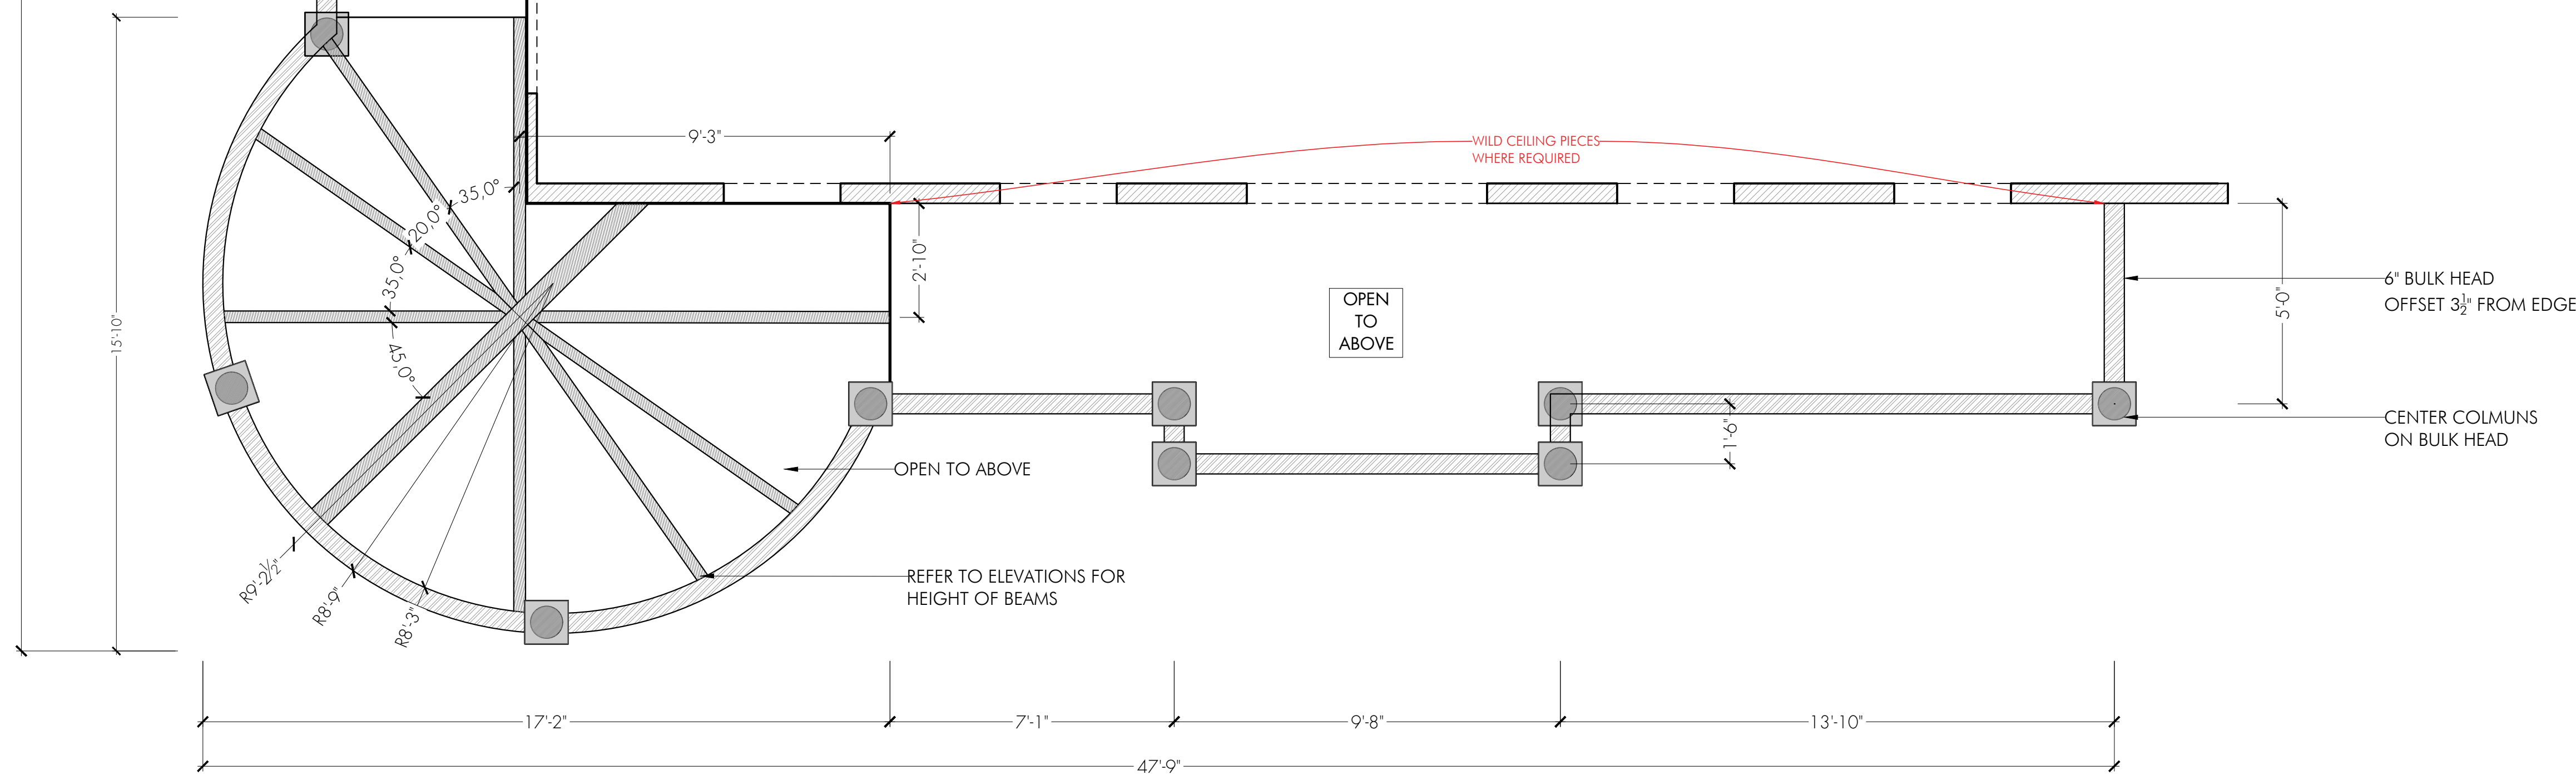 9'-3"
WILD CEILING PIECES
WHERE REQUIRED
35,0°
20,0°
35,0°
45,0°
2'-10"
15'-10"
OPEN
TO
ABOVE
5'-0"
6" BULK HEAD
OFFSET 3½" FROM EDGE
CENTER COLMUNS
ON BULK HEAD
1'-6"
OPEN TO ABOVE
REFER TO ELEVATIONS FOR
HEIGHT OF BEAMS
R9'-2½"
R8'-9"
R8'-3"
17'-2"
7'-1"
9'-8"
13'-10"
47'-9"